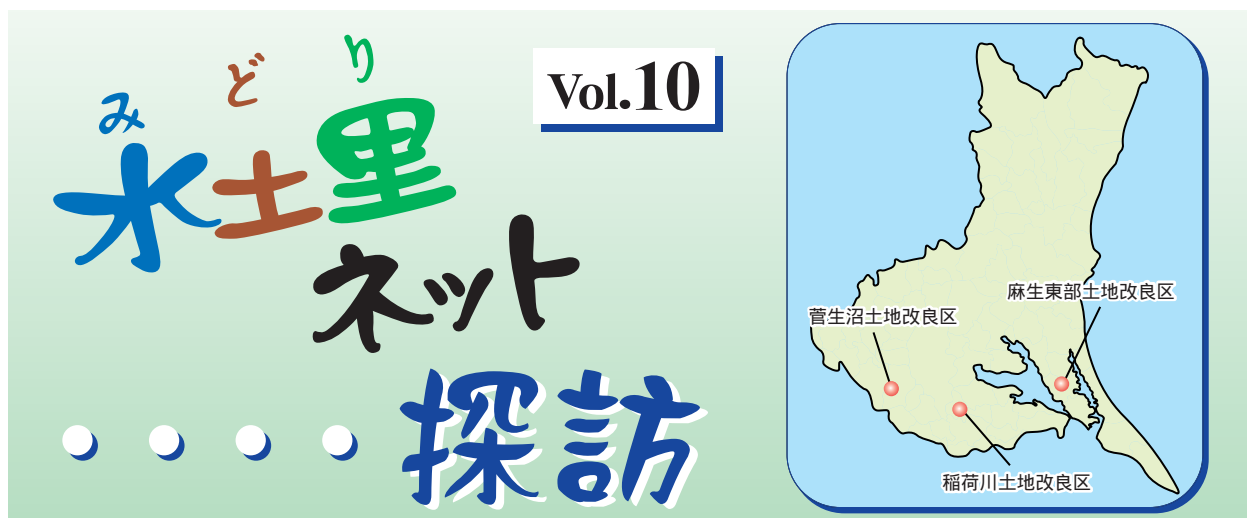 みどり
水土里
ネット
探訪
Vol.10
麻生東部土地改良区
菅生沼土地改良区
稲荷川土地改良区